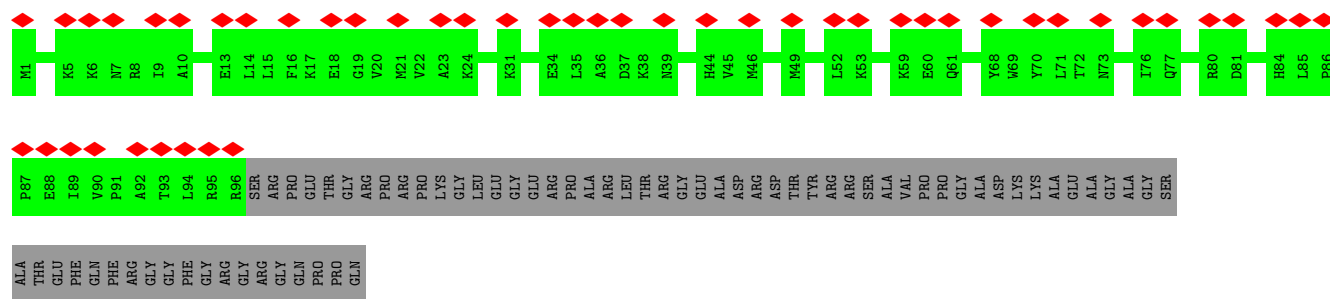 M1 K5 K6 N7 R8 I9 A10 E13 L14 L15 F16 K17 E18 G19 V20 M21 V22 A23 K24 K31 E34 L35 A36 D37 K38 N39 H44 V45 M46 M49 L52 K53 K59 E60 Q61 Y68 W69 Y70 L71 T72 N73 I76 Q77 R80 D81 H84 L85 P86
P87 E88 I89 V90 P91 A92 T93 L94 R95 R96 SER ARG PRO GLU THR GLY ARG PRO ARG PRO LYS GLY LEU GLU GLY GLU ARG PRO ALA ARG LEU THR ARG GLY GLU ALA ASP ARG ASP THR TYR ARG ARG SER ALA VAL PRO PRO GLY ALA ASP LYS LYS ALA GLU ALA GLY ALA GLY SER
ALA THR GLU PHE GLN PHE ARG GLY GLY PHE GLY ARG GLY ARG GLY GLN PRO PRO GLN